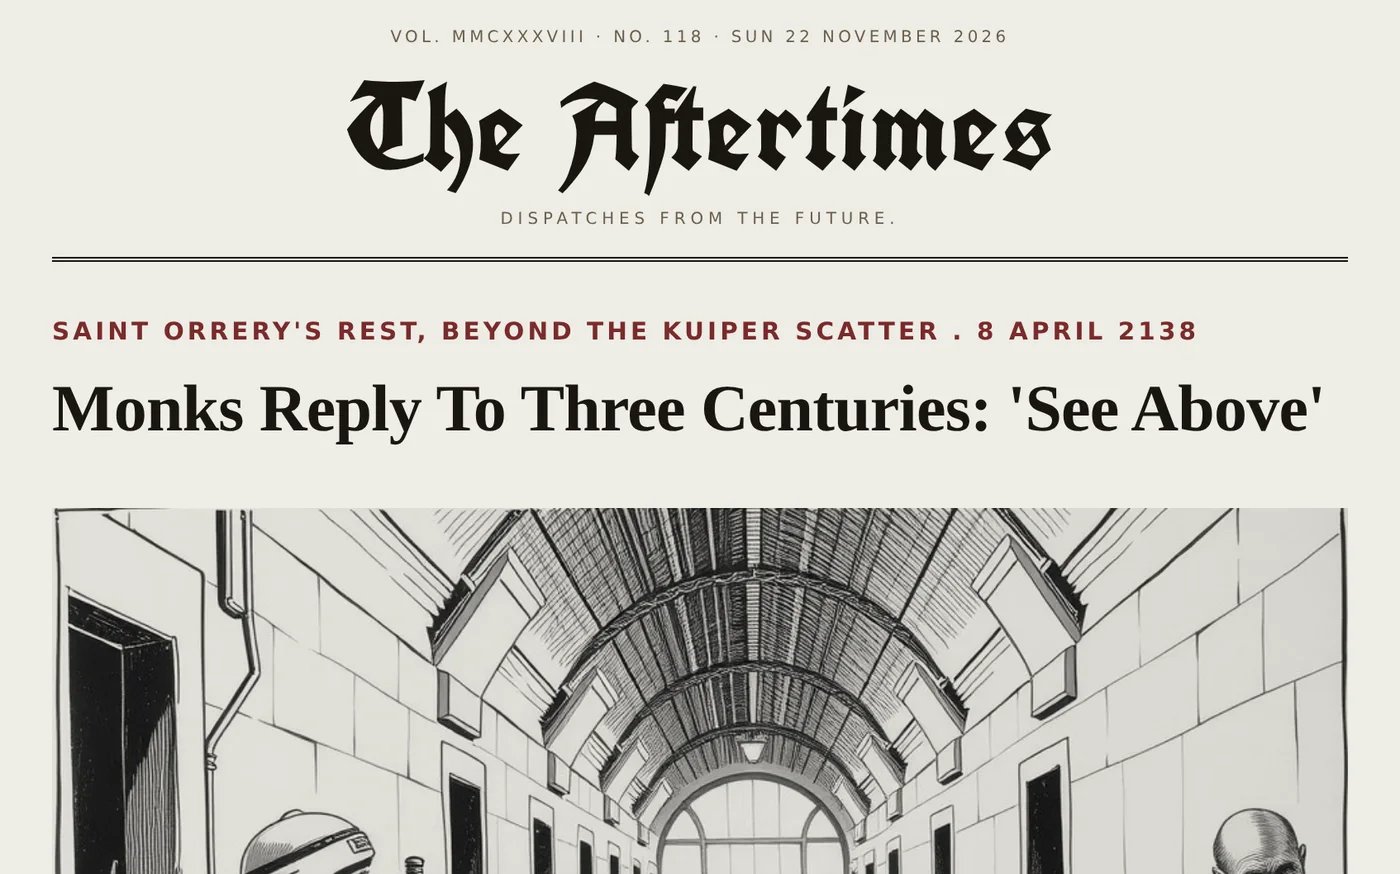 VOL. MMCXXXVIII · NO. 118 · SUN 22 NOVEMBER 2026
The Aftertimes
DISPATCHES FROM THE FUTURE.
SAINT ORRERY'S REST, BEYOND THE KUIPER SCATTER . 8 APRIL 2138
Monks Reply To Three Centuries: 'See Above'